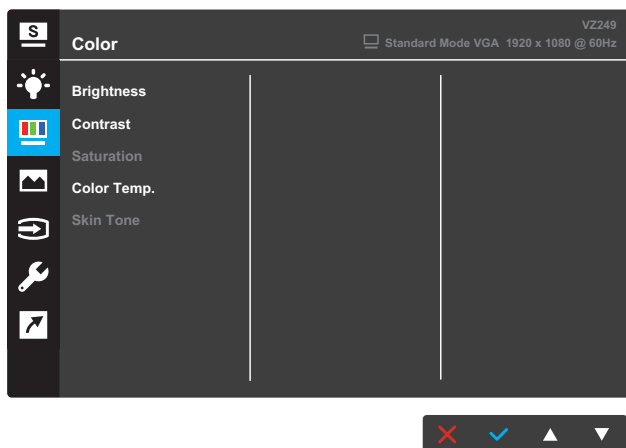 S
VZ249
Color
Standard Mode VGA 1920 x 1080 @ 60Hz
Brightness
Contrast
Saturation
Color Temp.
Skin Tone